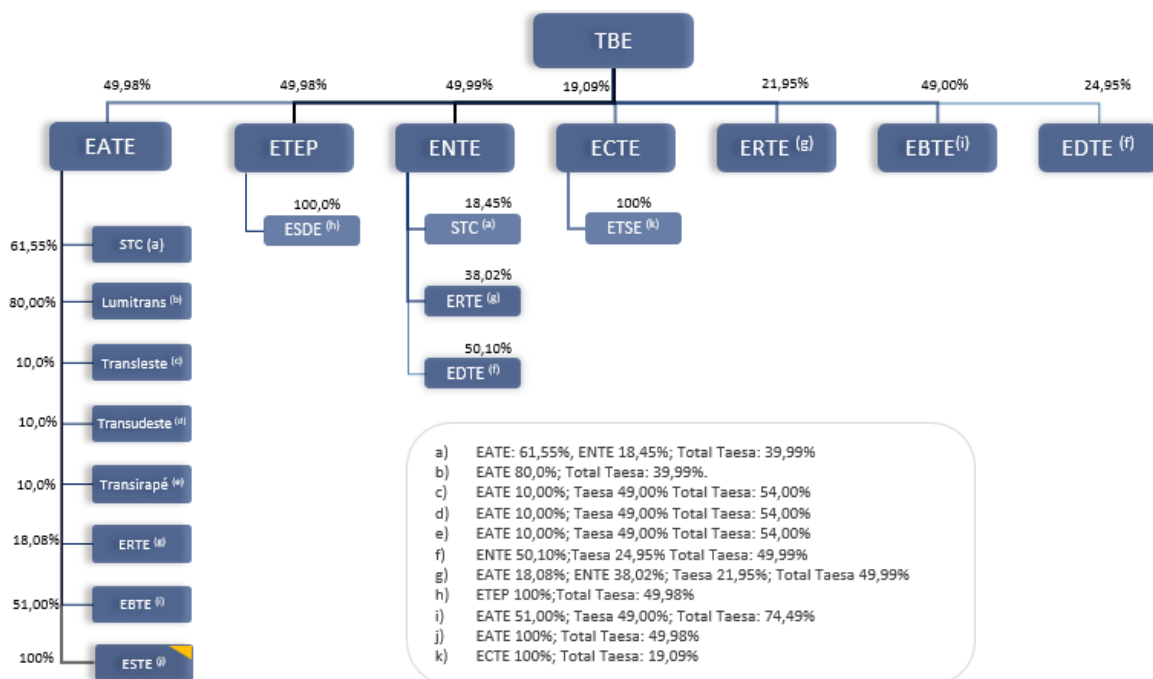 TBE
49,98%
49,98%
49,99%
19,09%
21,95%
49,00%
24,95%
EATE
ETEP
ENTE
ECTE
ERTE (g)
EBTE(i)
EDTE (f)
100,0%
18,45%
100%
ESDE (h)
STC (a)
ETSE (k)
61,55%
STC (a)
38,02%
80,00%
Lumitrans (b)
ERTE (g)
10,0%
Transleste (c)
50,10%
EDTE (f)
10,0%
Transudeste (d)
10,0%
Transirapé (e)
18,08%
ERTE (g)
51,00%
EBTE (i)
100%
ESTE (j)
a) EATE: 61,55%, ENTE 18,45%; Total Taesa: 39,99%
b) EATE 80,0%; Total Taesa: 39,99%.
c) EATE 10,00%; Taesa 49,00% Total Taesa: 54,00%
d) EATE 10,00%; Taesa 49,00% Total Taesa: 54,00%
e) EATE 10,00%; Taesa 49,00% Total Taesa: 54,00%
f) ENTE 50,10%;Taesa 24,95% Total Taesa: 49,99%
g) EATE 18,08%; ENTE 38,02%; Taesa 21,95%; Total Taesa 49,99%
h) ETEP 100%;Total Taesa: 49,98%
i) EATE 51,00%; Taesa 49,00%; Total Taesa: 74,49%
j) EATE 100%; Total Taesa: 49,98%
k) ECTE 100%; Total Taesa: 19,09%